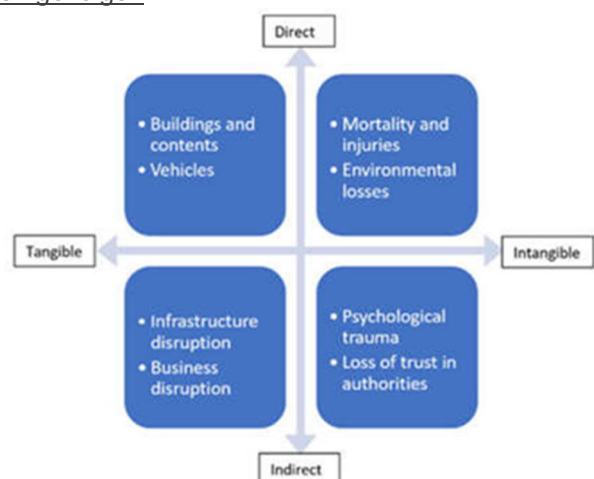 Direct
• Buildings and
contents
• Vehicles
• Mortality and
injuries
• Environmental
losses
Tangible
Intangible
• Infrastructure
disruption
• Business
disruption
• Psychological
trauma
• Loss of trust in
authorities
Indirect